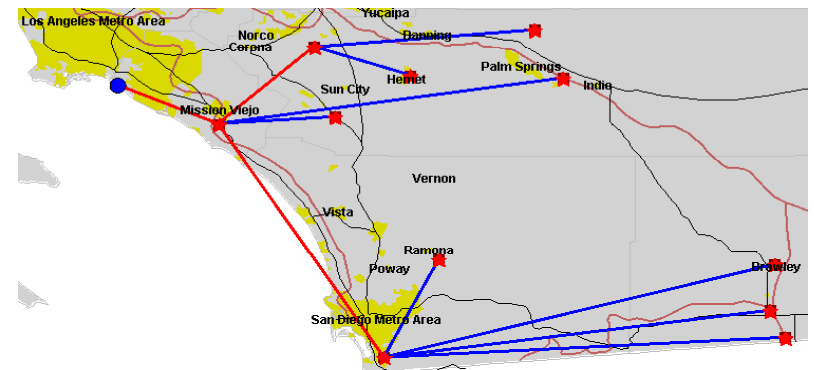 Yucaipa
Los Angeles Metro Area
Norco
Banning
Corona
Palm Springs
Hemet
Indio
Sun City
Mission Viejo
Vernon
Vista
Ramona
Poway
Brawley
San Diego Metro Area